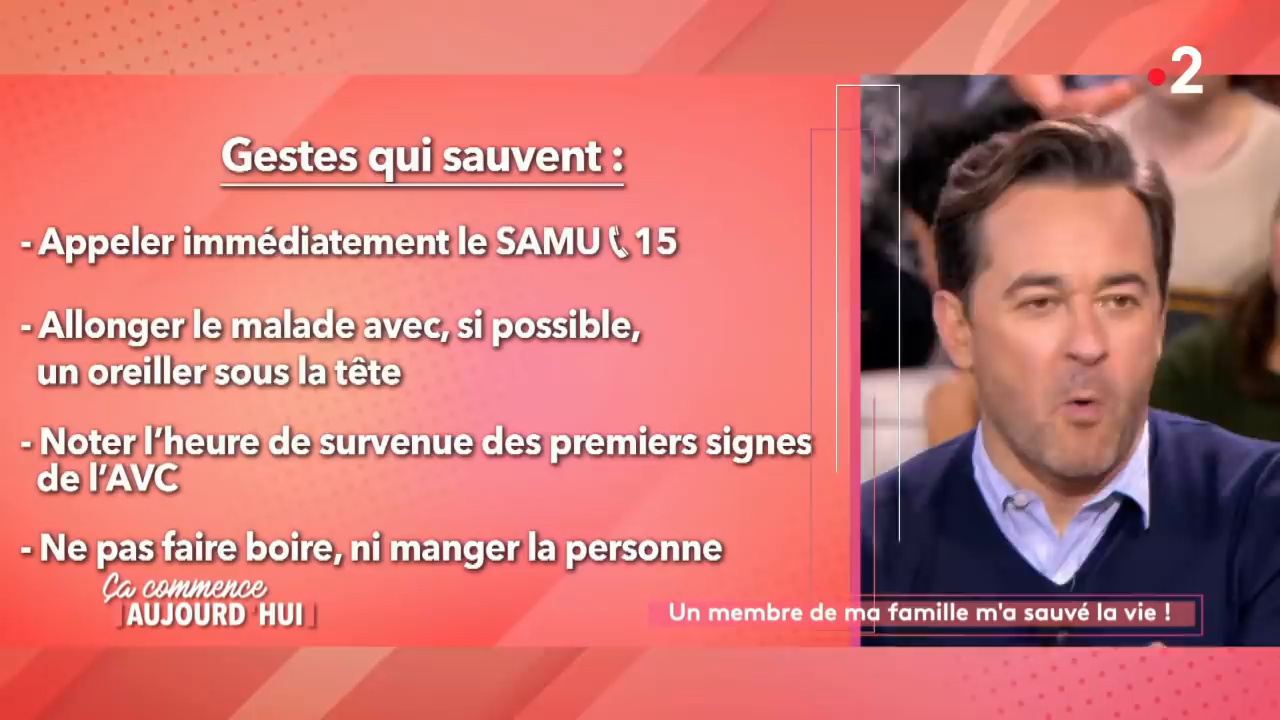 2
Gestes qui sauvent :
- Appeler immédiatement le SAMU 15
- Allonger le malade avec, si possible,
un oreiller sous la tête
- Noter l'heure de survenue des premiers signes
de l'AVC
- Ne pas faire boire, ni manger la personne
Ça commence
AUJOURD'HUI
Un membre de ma famille m'a sauvé la vie !